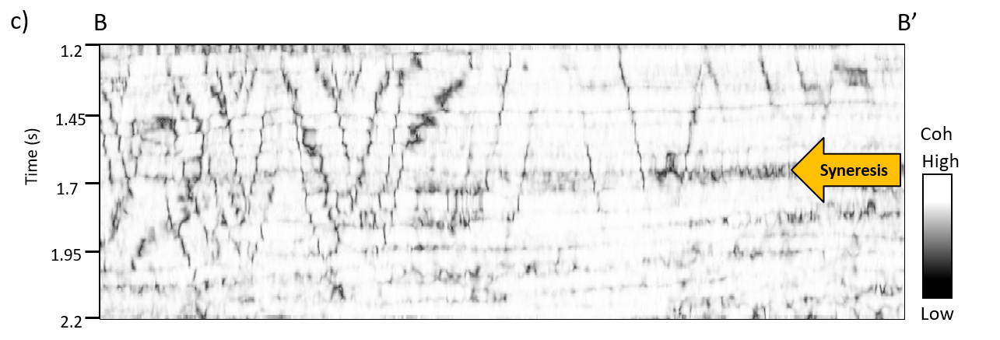 c)
B
B’
1.2
1.45
1.7
1.95
2.2
Time (s)
Syneresis
Coh
High
Low